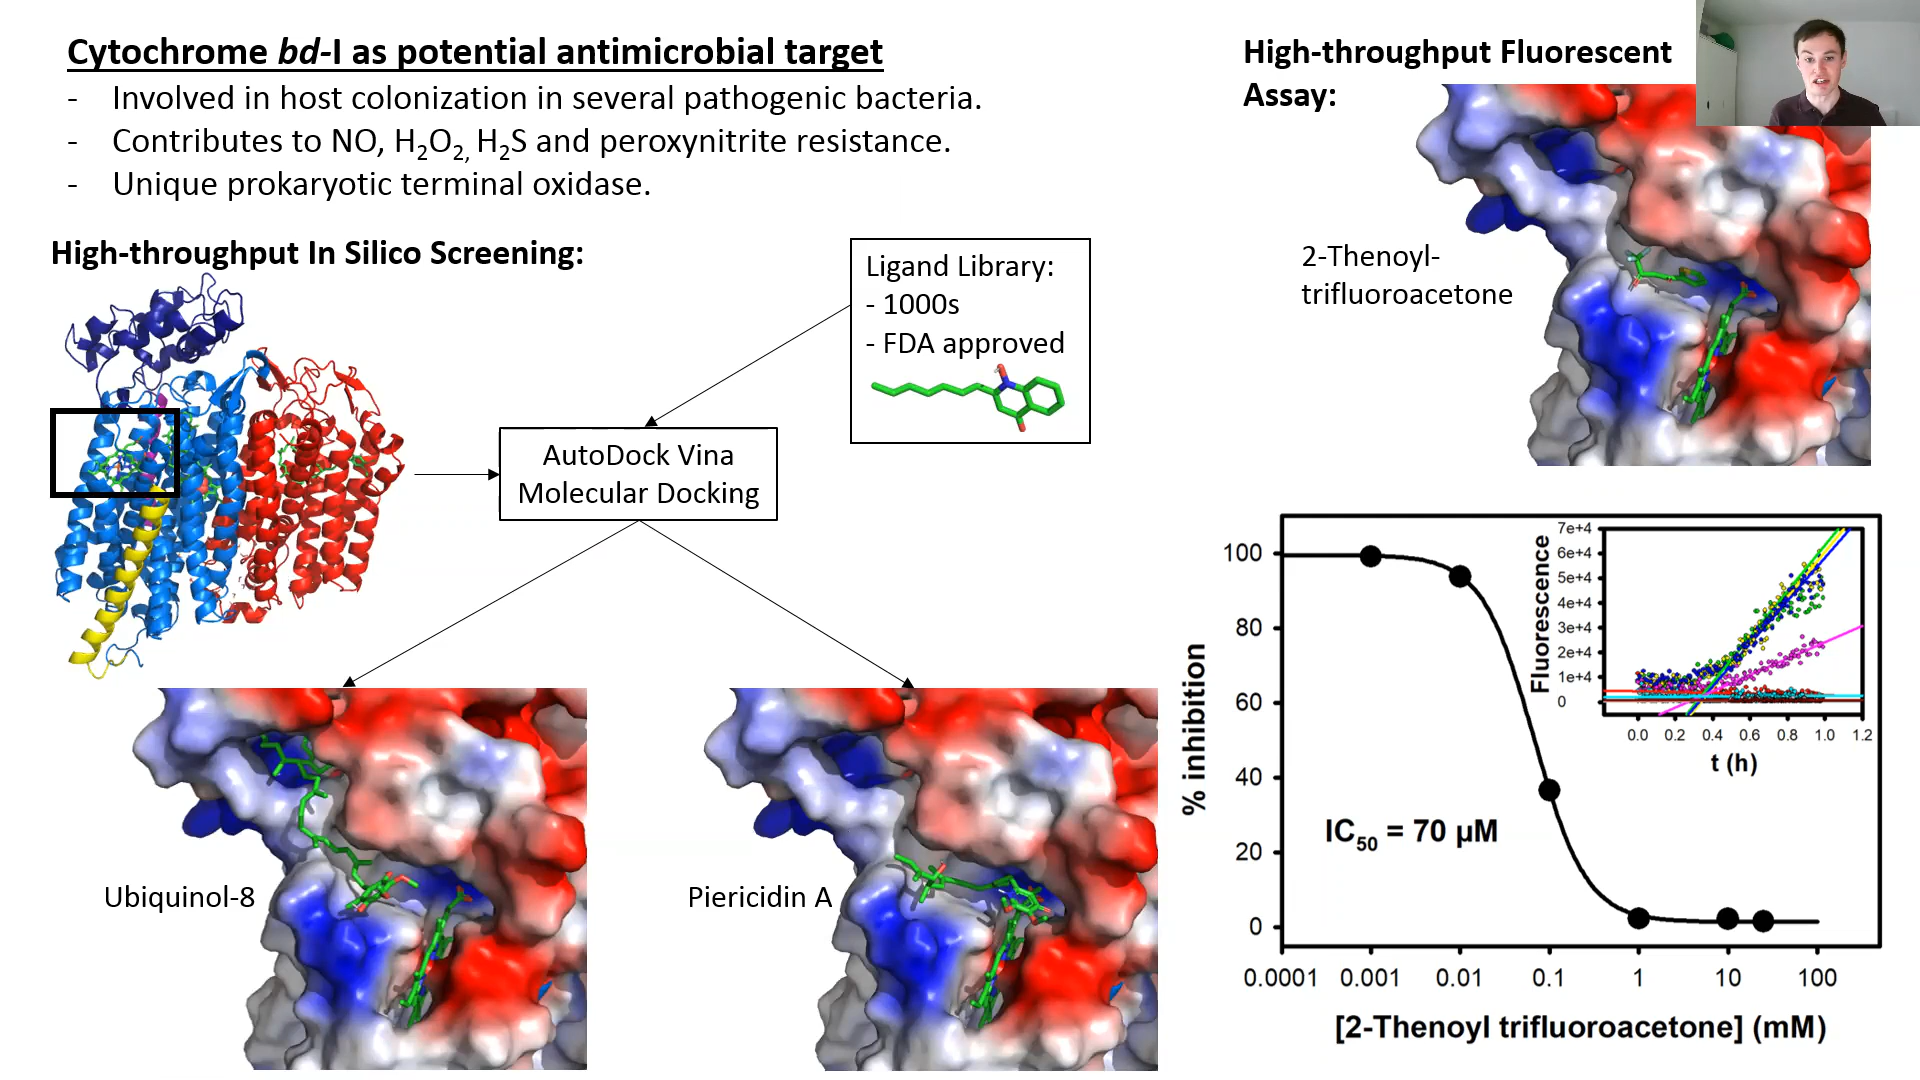 Cytochrome bd-I as potential antimicrobial target
- Involved in host colonization in several pathogenic bacteria.
- Contributes to NO, H2O2, H2S and peroxynitrite resistance.
- Unique prokaryotic terminal oxidase.
High-throughput In Silico Screening:
Ligand Library:
- 1000s
- FDA approved
AutoDock Vina
Molecular Docking
Ubiquinol-8
Piericidin A
High-throughput Fluorescent
Assay:
2-Thenoyl-
trifluoroacetone
% inhibition
100
80
60
40
20
0
IC50 = 70 µM
0.0001 0.001 0.01 0.1 1 10 100
[2-Thenoyl trifluoroacetone] (mM)
Fluorescence
7e+4
6e+4
5e+4
4e+4
3e+4
2e+4
1e+4
0
0.0 0.2 0.4 0.6 0.8 1.0 1.2
t (h)